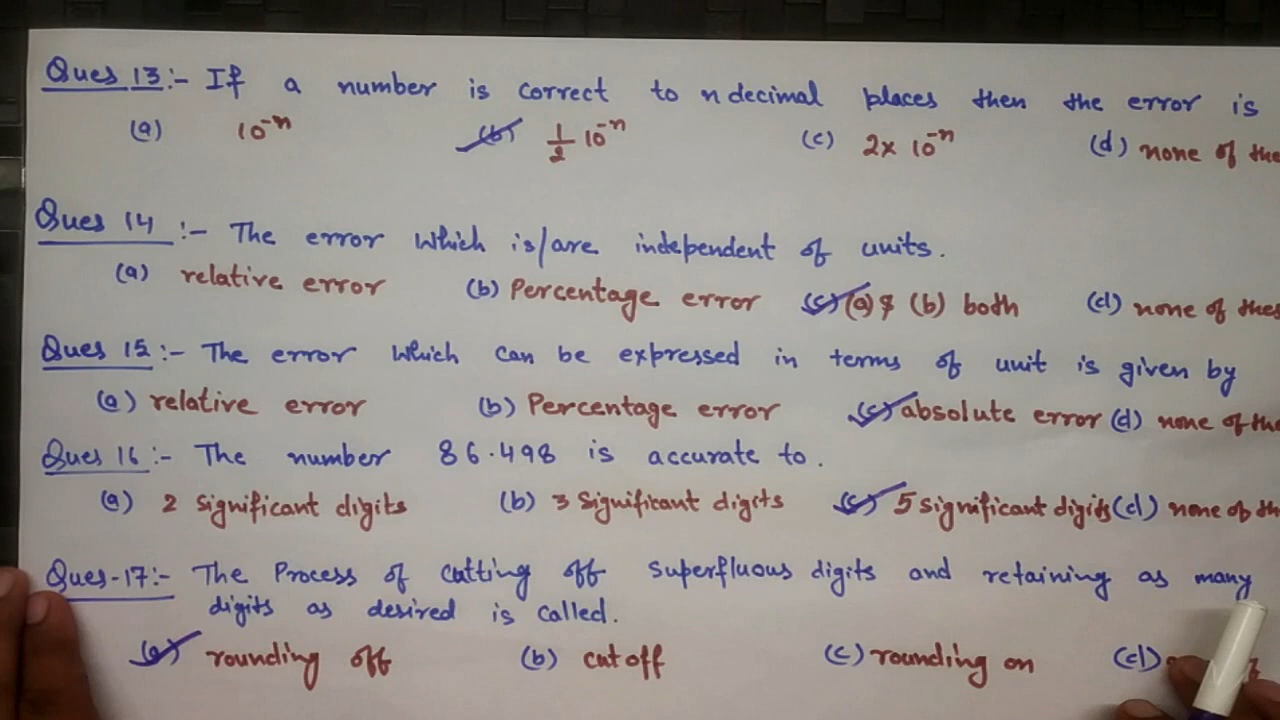 Ques 13:- If a number is correct to n decimal places then the error is
(a) 10⁻ⁿ (b) 1/2 10⁻ⁿ (c) 2× 10⁻ⁿ (d) none of the
Ques 14 :- The error which is/are independent of units.
(a) relative error (b) Percentage error (c) (a) & (b) both (d) none of thes
Ques 15:- The error which can be expressed in terms of unit is given by
(a) relative error (b) Percentage error (c) absolute error (d) none of the
Ques 16:- The number 86.498 is accurate to.
(a) 2 significant digits (b) 3 Significant digits (c) 5 significant digits (d) none of th
Ques-17:- The Process of cutting off superfluous digits and retaining as many
digits as desired is called.
(a) rounding off (b) cut off (c) rounding on (d)